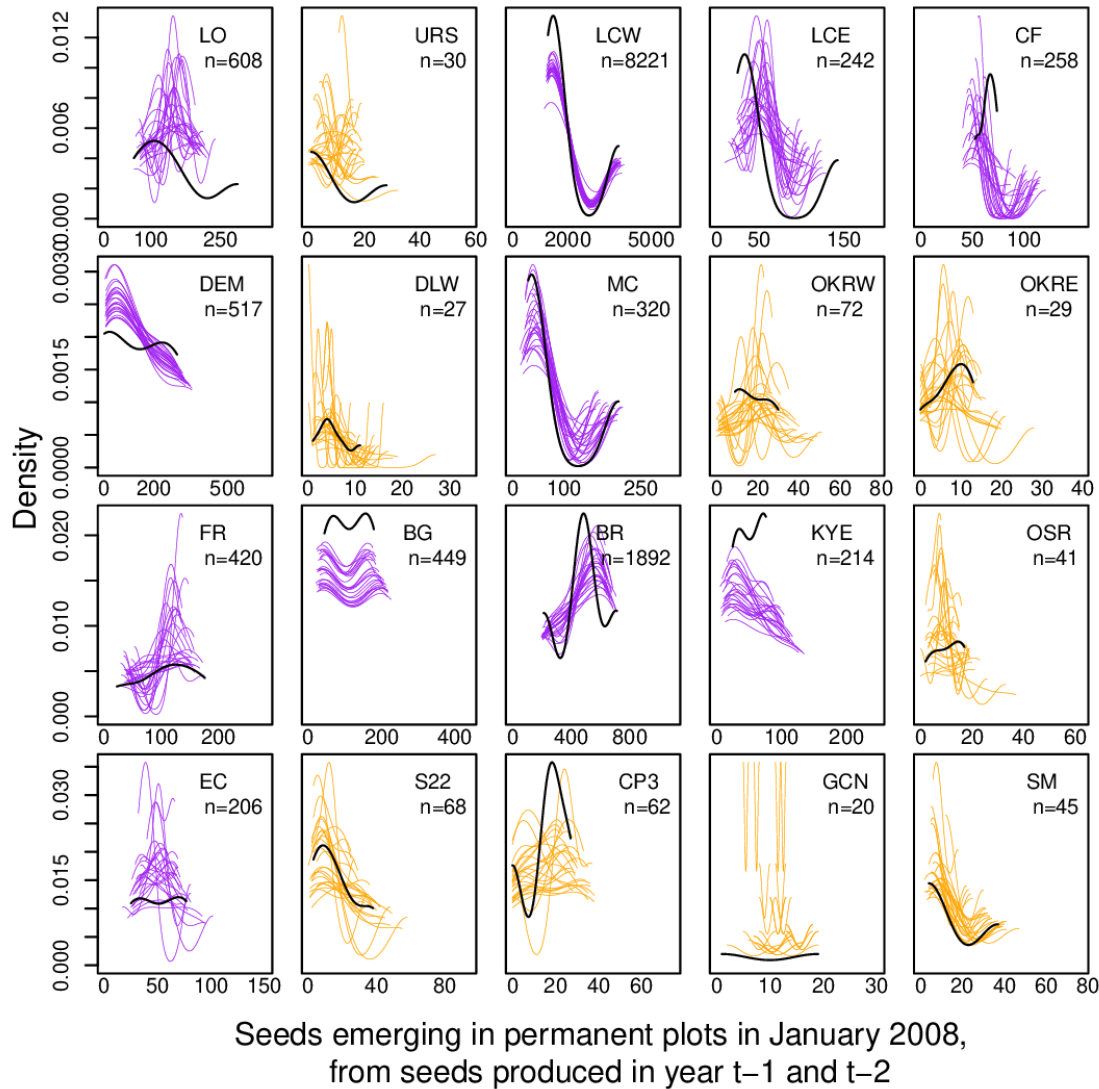 LO URS LCW LCE CF
n=608 n=30 n=8221 n=242 n=258
0.000 0.006 0.012
100 250 0 20 40 60 0 2000 5000 0 50 150 0 50 100
DEM DLW MC OKRW OKRE
n=517 n=27 n=320 n=72 n=29
0.0000 0.0015 0.0030
0 200 500 0 10 20 30 0 100 250 0 20 40 60 80 0 10 20 30 40
FR BG BR KYE OSR
n=420 n=449 n=1892 n=214 n=41
0.000 0.010 0.020
0 100 200 0 200 400 400 800 0 100 200 0 20 40 60
EC S22 CP3 GCN SM
n=206 n=68 n=62 n=20 n=45
0.000 0.015 0.030
0 50 100 150 0 40 80 0 20 40 60 80 0 10 20 30 0 20 40 60 80
Density
Seeds emerging in permanent plots in January 2008,
from seeds produced in year t−1 and t−2